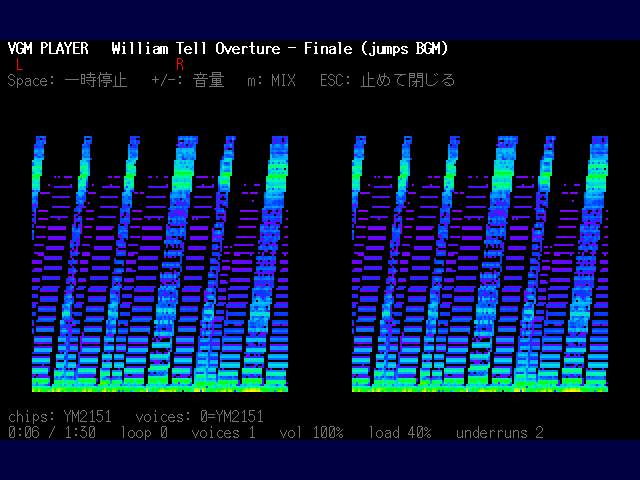 VGM PLAYER   William Tell Overture - Finale (jumps BGM)
L                    R
Space: 一時停止   +/-: 音量   m: MIX   ESC: 止めて閉じる
chips: YM2151   voices: 0=YM2151
0:06 / 1:30   loop 0   voices 1   vol 100%   load 40%   underruns 2